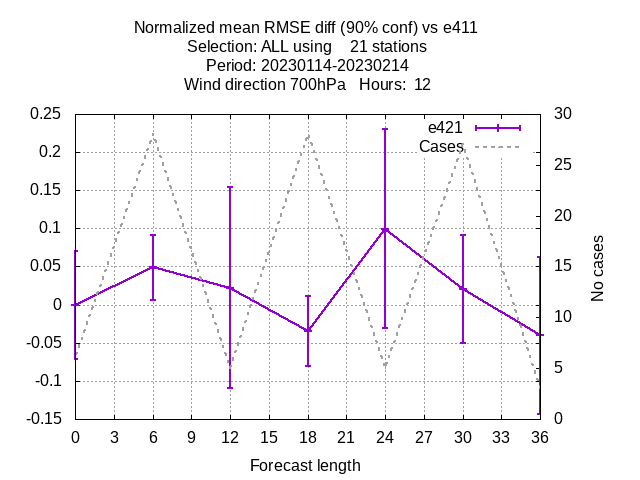 Normalized mean RMSE diff (90% conf) vs e411
Selection: ALL using    21 stations
Period: 20230114-20230214
Wind direction 700hPa   Hours:  12
e421
Cases
0.25
0.2
0.15
0.1
0.05
0
-0.05
-0.1
-0.15
30
25
20
15
10
5
0
No cases
0 3 6 9 12 15 18 21 24 27 30 33 36
Forecast length